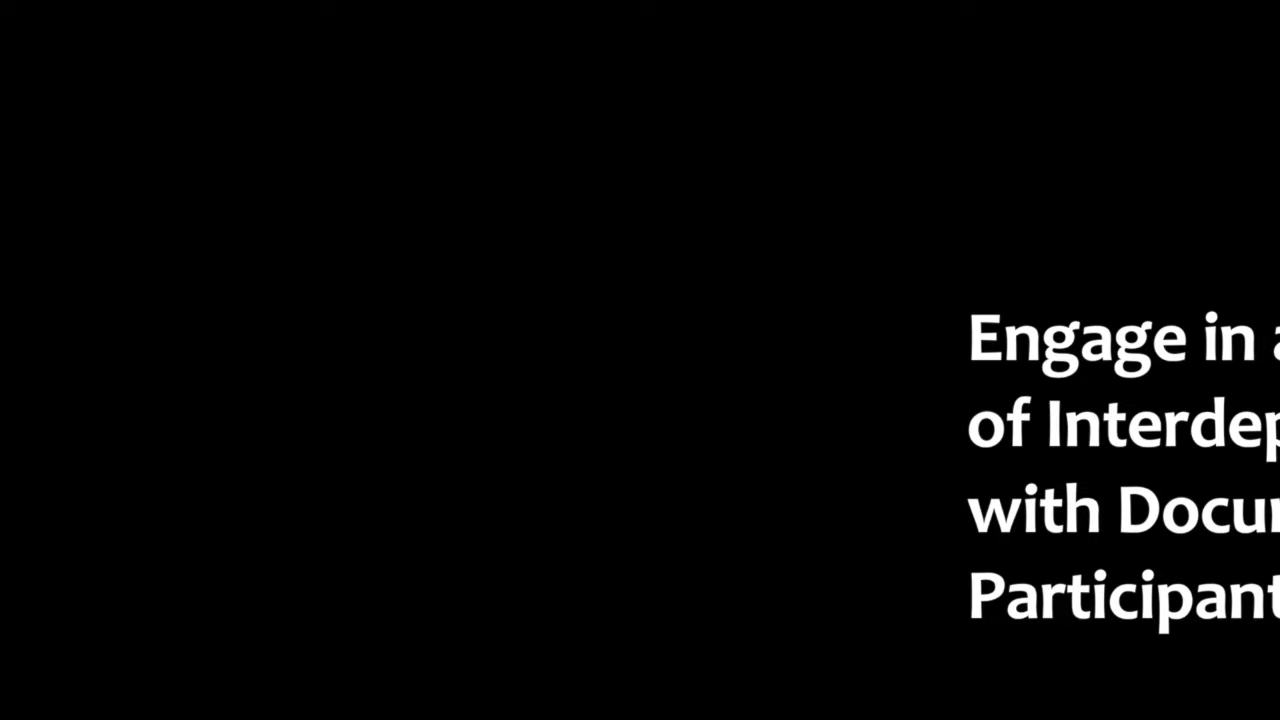 Engage in
of Interdep
with Docu
Participant